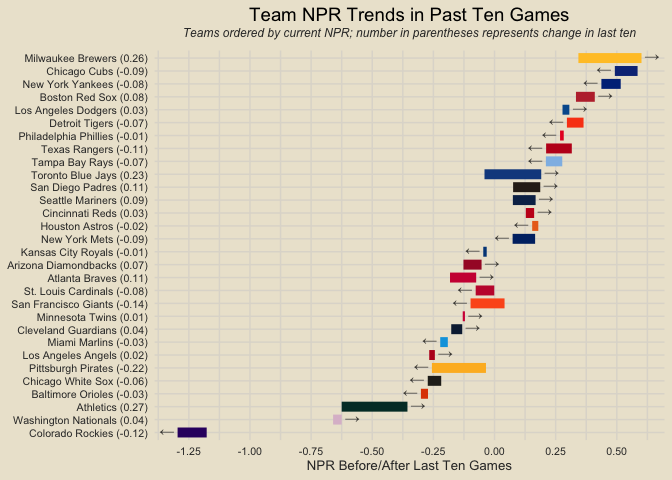 Team NPR Trends in Past Ten Games
Teams ordered by current NPR; number in parentheses represents change in last ten
Milwaukee Brewers (0.26)
Chicago Cubs (-0.09)
New York Yankees (-0.08)
Boston Red Sox (0.08)
Los Angeles Dodgers (0.03)
Detroit Tigers (-0.07)
Philadelphia Phillies (-0.01)
Texas Rangers (-0.11)
Tampa Bay Rays (-0.07)
Toronto Blue Jays (0.23)
San Diego Padres (0.11)
Seattle Mariners (0.09)
Cincinnati Reds (0.03)
Houston Astros (-0.02)
New York Mets (-0.09)
Kansas City Royals (-0.01)
Arizona Diamondbacks (0.07)
Atlanta Braves (0.11)
St. Louis Cardinals (-0.08)
San Francisco Giants (-0.14)
Minnesota Twins (0.01)
Cleveland Guardians (0.04)
Miami Marlins (-0.03)
Los Angeles Angels (0.02)
Pittsburgh Pirates (-0.22)
Chicago White Sox (-0.06)
Baltimore Orioles (-0.03)
Athletics (0.27)
Washington Nationals (0.04)
Colorado Rockies (-0.12)
-1.25 -1.00 -0.75 -0.50 -0.25 0.00 0.25 0.50
NPR Before/After Last Ten Games